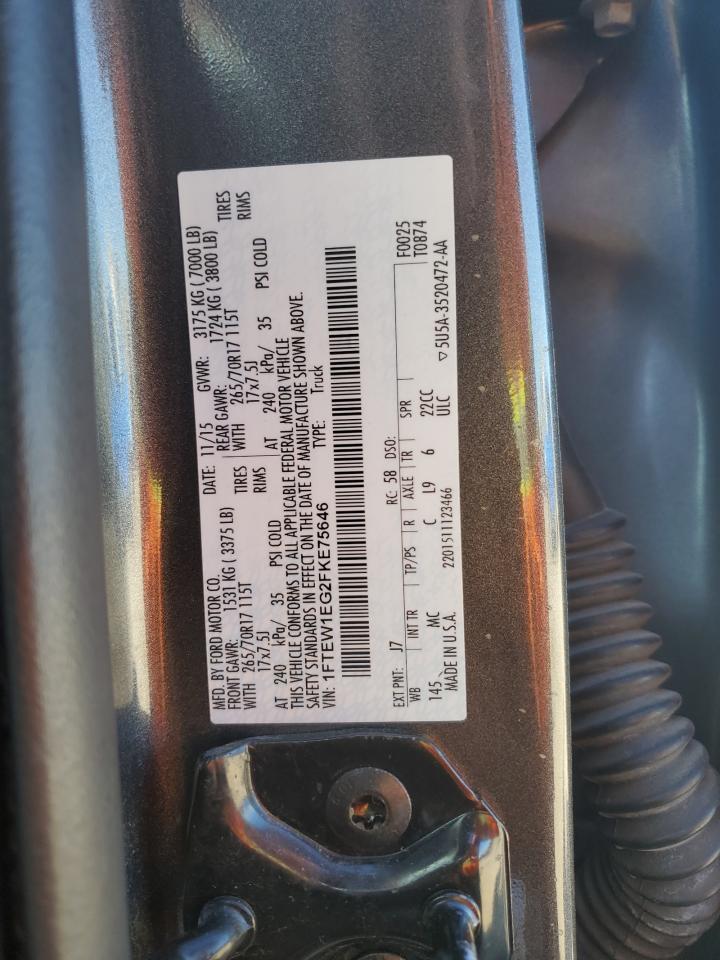 MFD. BY FORD MOTOR CO. DATE: 11/15 GVWR: 3175 KG ( 7000 LB)
FRONT GAWR: 1531 KG ( 3375 LB) REAR GAWR: 1724 KG ( 3800 LB)
WITH 265/70R17 115T TIRES WITH 265/70R17 115T TIRES
17x7.5J RIMS 17x7.5J RIMS
AT 240 kPa/ 35 PSI COLD AT 240 kPa/ 35 PSI COLD
THIS VEHICLE CONFORMS TO ALL APPLICABLE FEDERAL MOTOR VEHICLE
SAFETY STANDARDS IN EFFECT ON THE DATE OF MANUFACTURE SHOWN ABOVE.
VIN: 1FTEW1EG2FKE75646 TYPE: Truck
EXT PNT: J7 RC: 58 DSO: F0025
WB INT TR TP/PS R AXLE TR SPR T0874
145 MC C L9 6 22CC
MADE IN U.S.A. 2201511123466 ULC ▽5U5A-3520472-AA